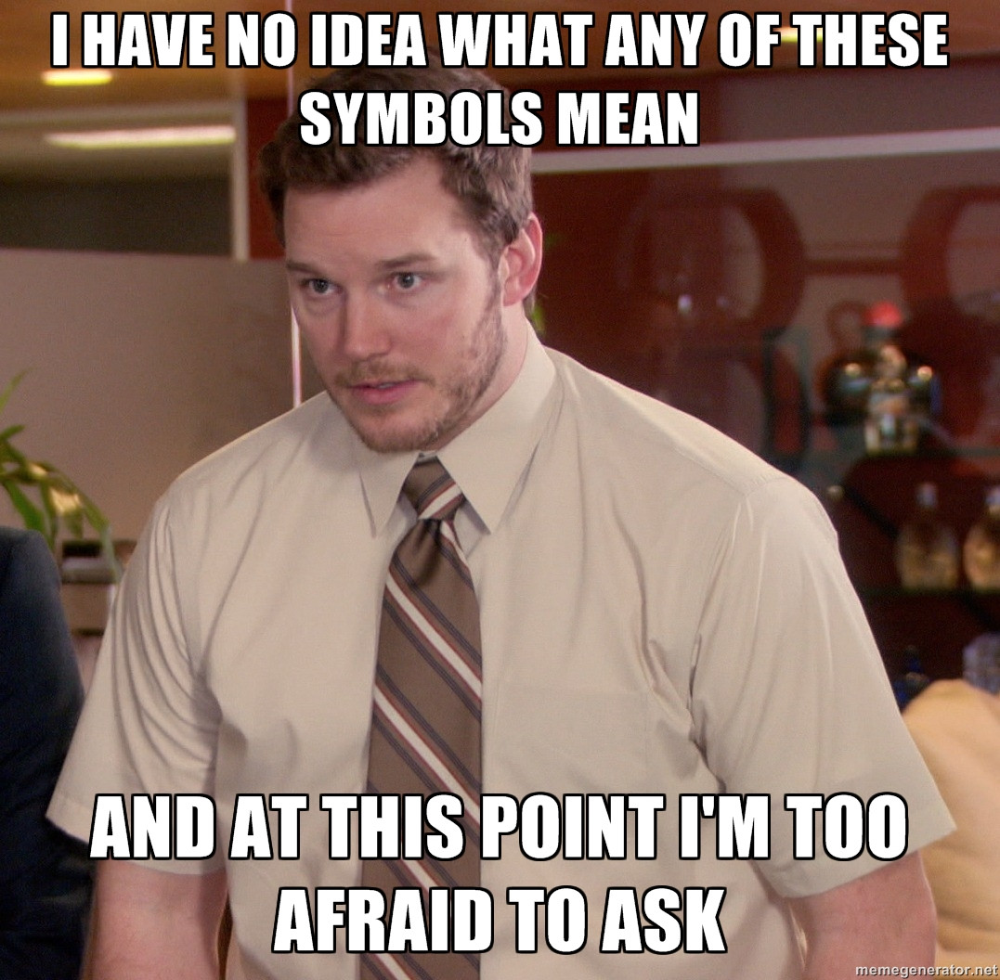 I HAVE NO IDEA WHAT ANY OF THESE
SYMBOLS MEAN
AND AT THIS POINT I'M TOO
AFRAID TO ASK
memegenerator.net